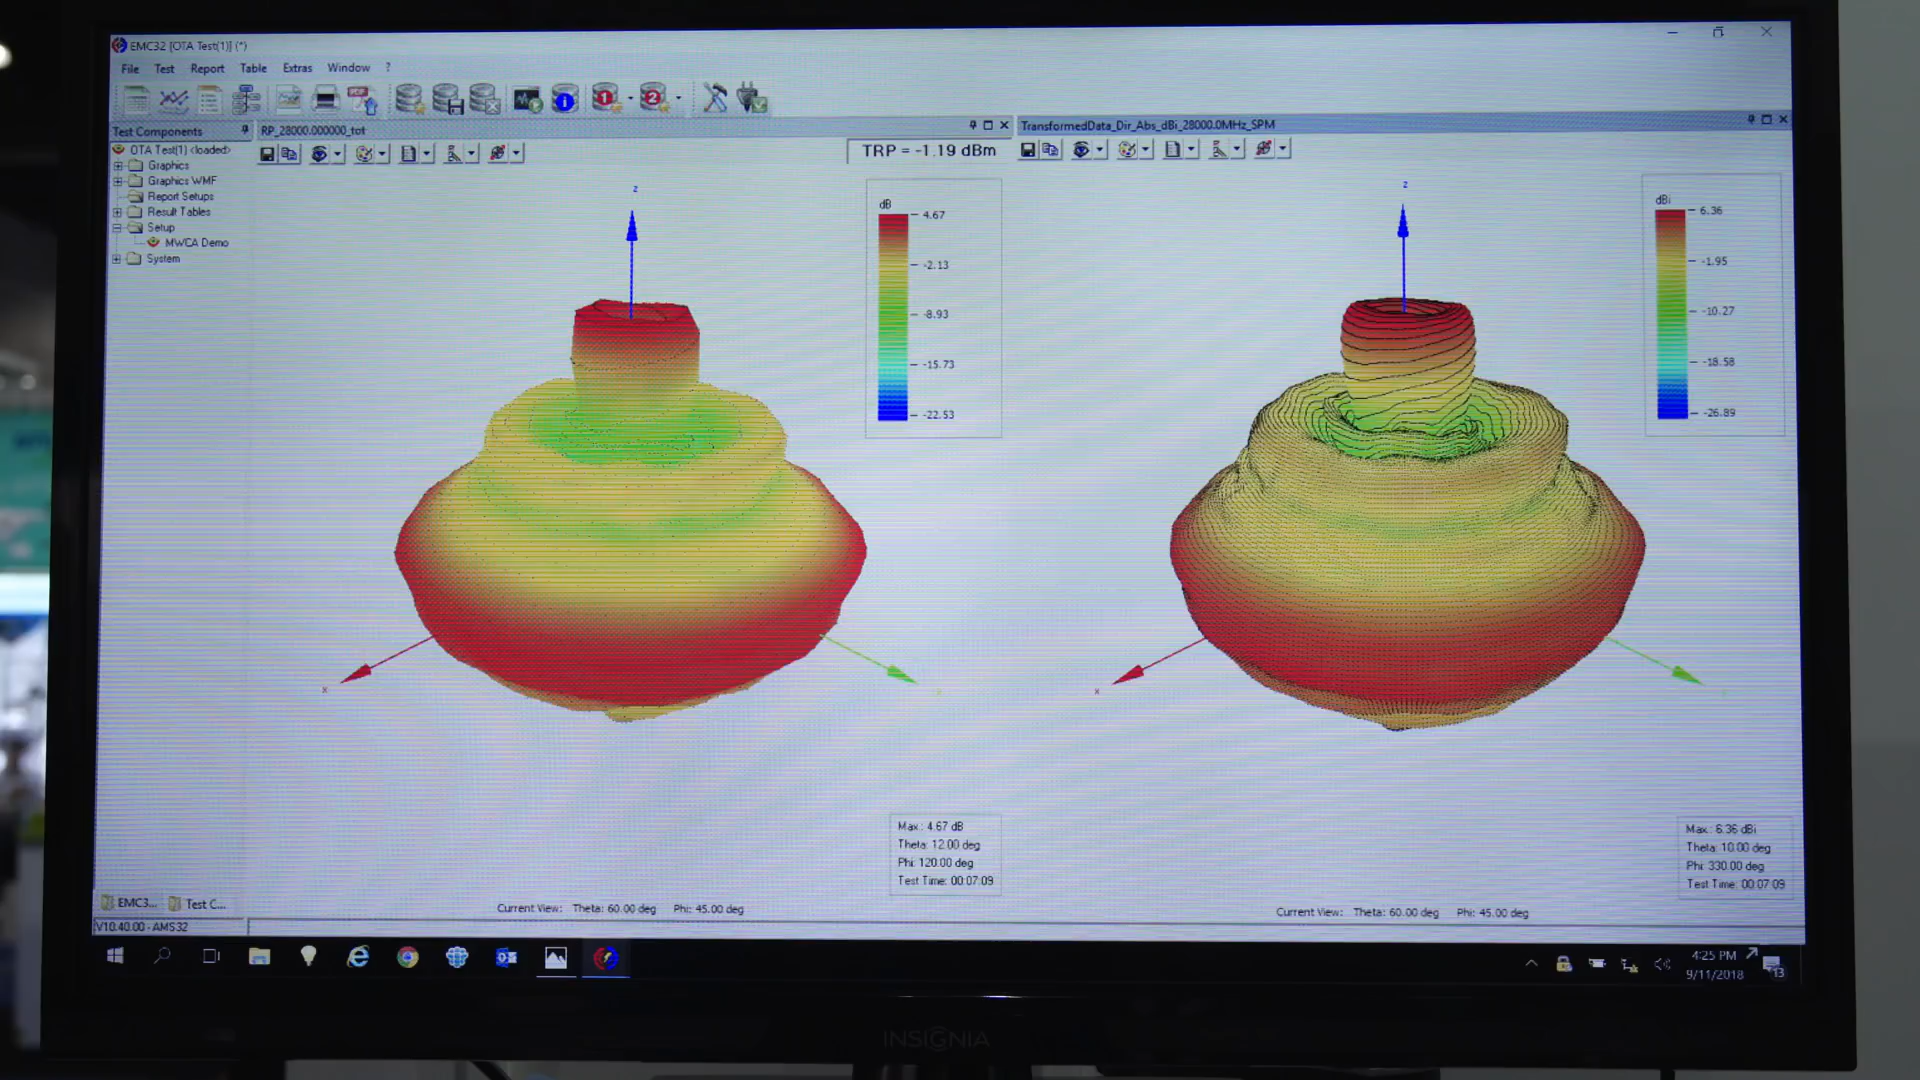 EMC32 [OTA Test(1)] (*)
File Test Report Table Extras Window ?
Test Components
OTA Test(1) <loaded>
Graphics
Graphics WMF
Report Setups
Result Tables
Setup
MWCA Demo
System
EMC3...
Test C...
V10.40.00 - AMS32
RP_28000.000000_tot
TRP = -1.19 dBm
z
dB
4.67
-2.13
-8.93
-15.73
-22.53
x
Max.: 4.67 dB
Theta: 12.00 deg
Phi: 120.00 deg
Test Time: 00:07:09
Current View: Theta: 60.00 deg Phi: 45.00 deg
TransformedData_Dir_Abs_dBi_28000.0MHz_SPM
z
dBi
6.36
-1.95
-10.27
-18.58
-26.89
x
Max.: 6.36 dBi
Theta: 10.00 deg
Phi: 330.00 deg
Test Time: 00:07:09
Current View: Theta: 60.00 deg Phi: 45.00 deg
4:25 PM
9/11/2018
13
INSIGNIA